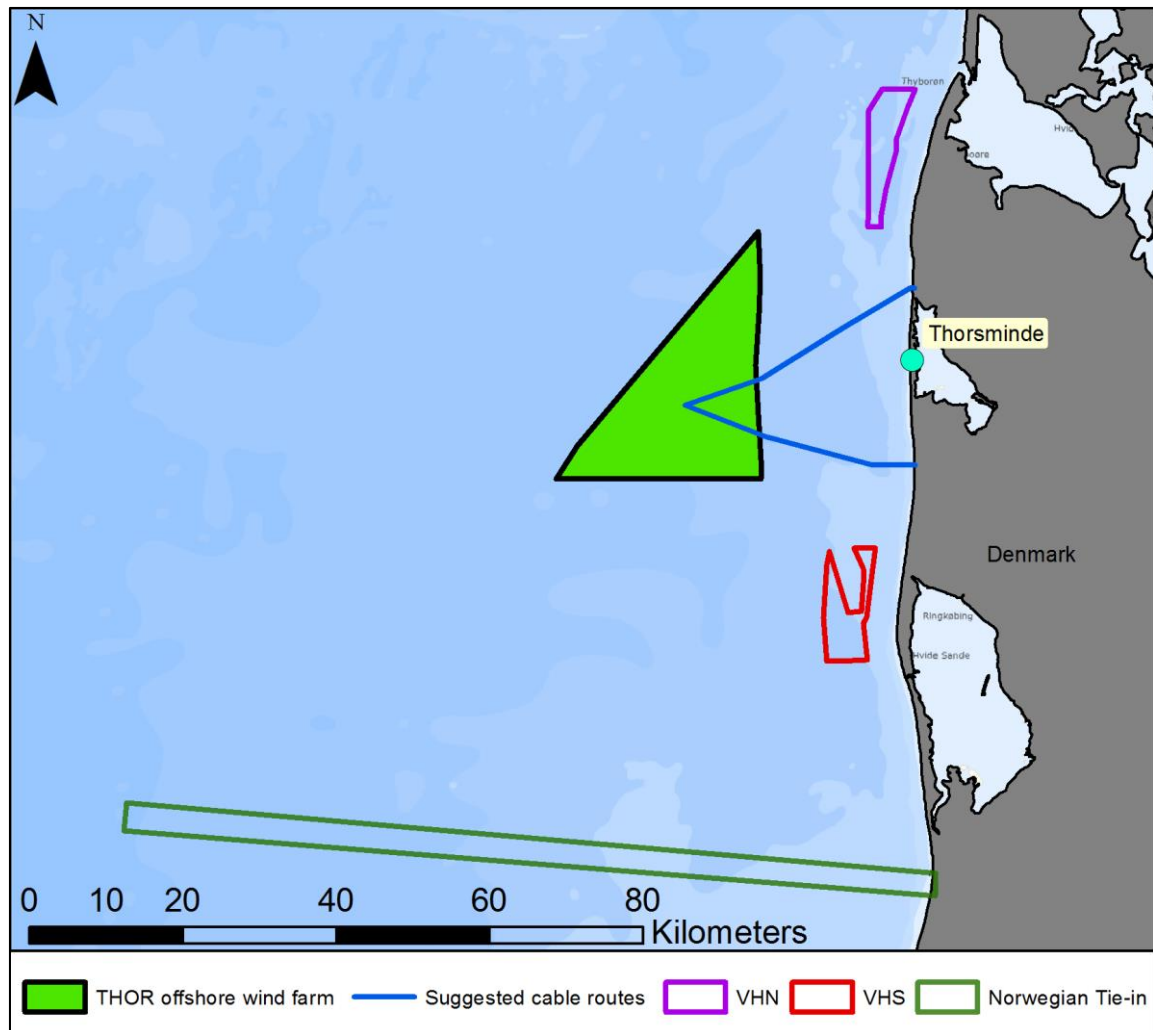 N
Thyborøn
Thorsminde
Denmark
Ringkøbing
Hvide Sande
0 10 20 40 60 80
Kilometers
THOR offshore wind farm
Suggested cable routes
VHN
VHS
Norwegian Tie-in